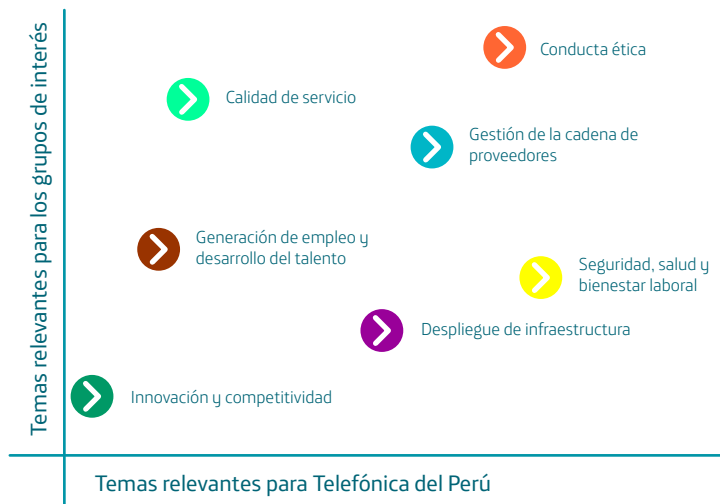 Temas relevantes para los grupos de interés
Conducta ética
Calidad de servicio
Gestión de la cadena de
proveedores
Generación de empleo y
desarrollo del talento
Seguridad, salud y
bienestar laboral
Despliegue de infraestructura
Innovación y competitividad
Temas relevantes para Telefónica del Perú